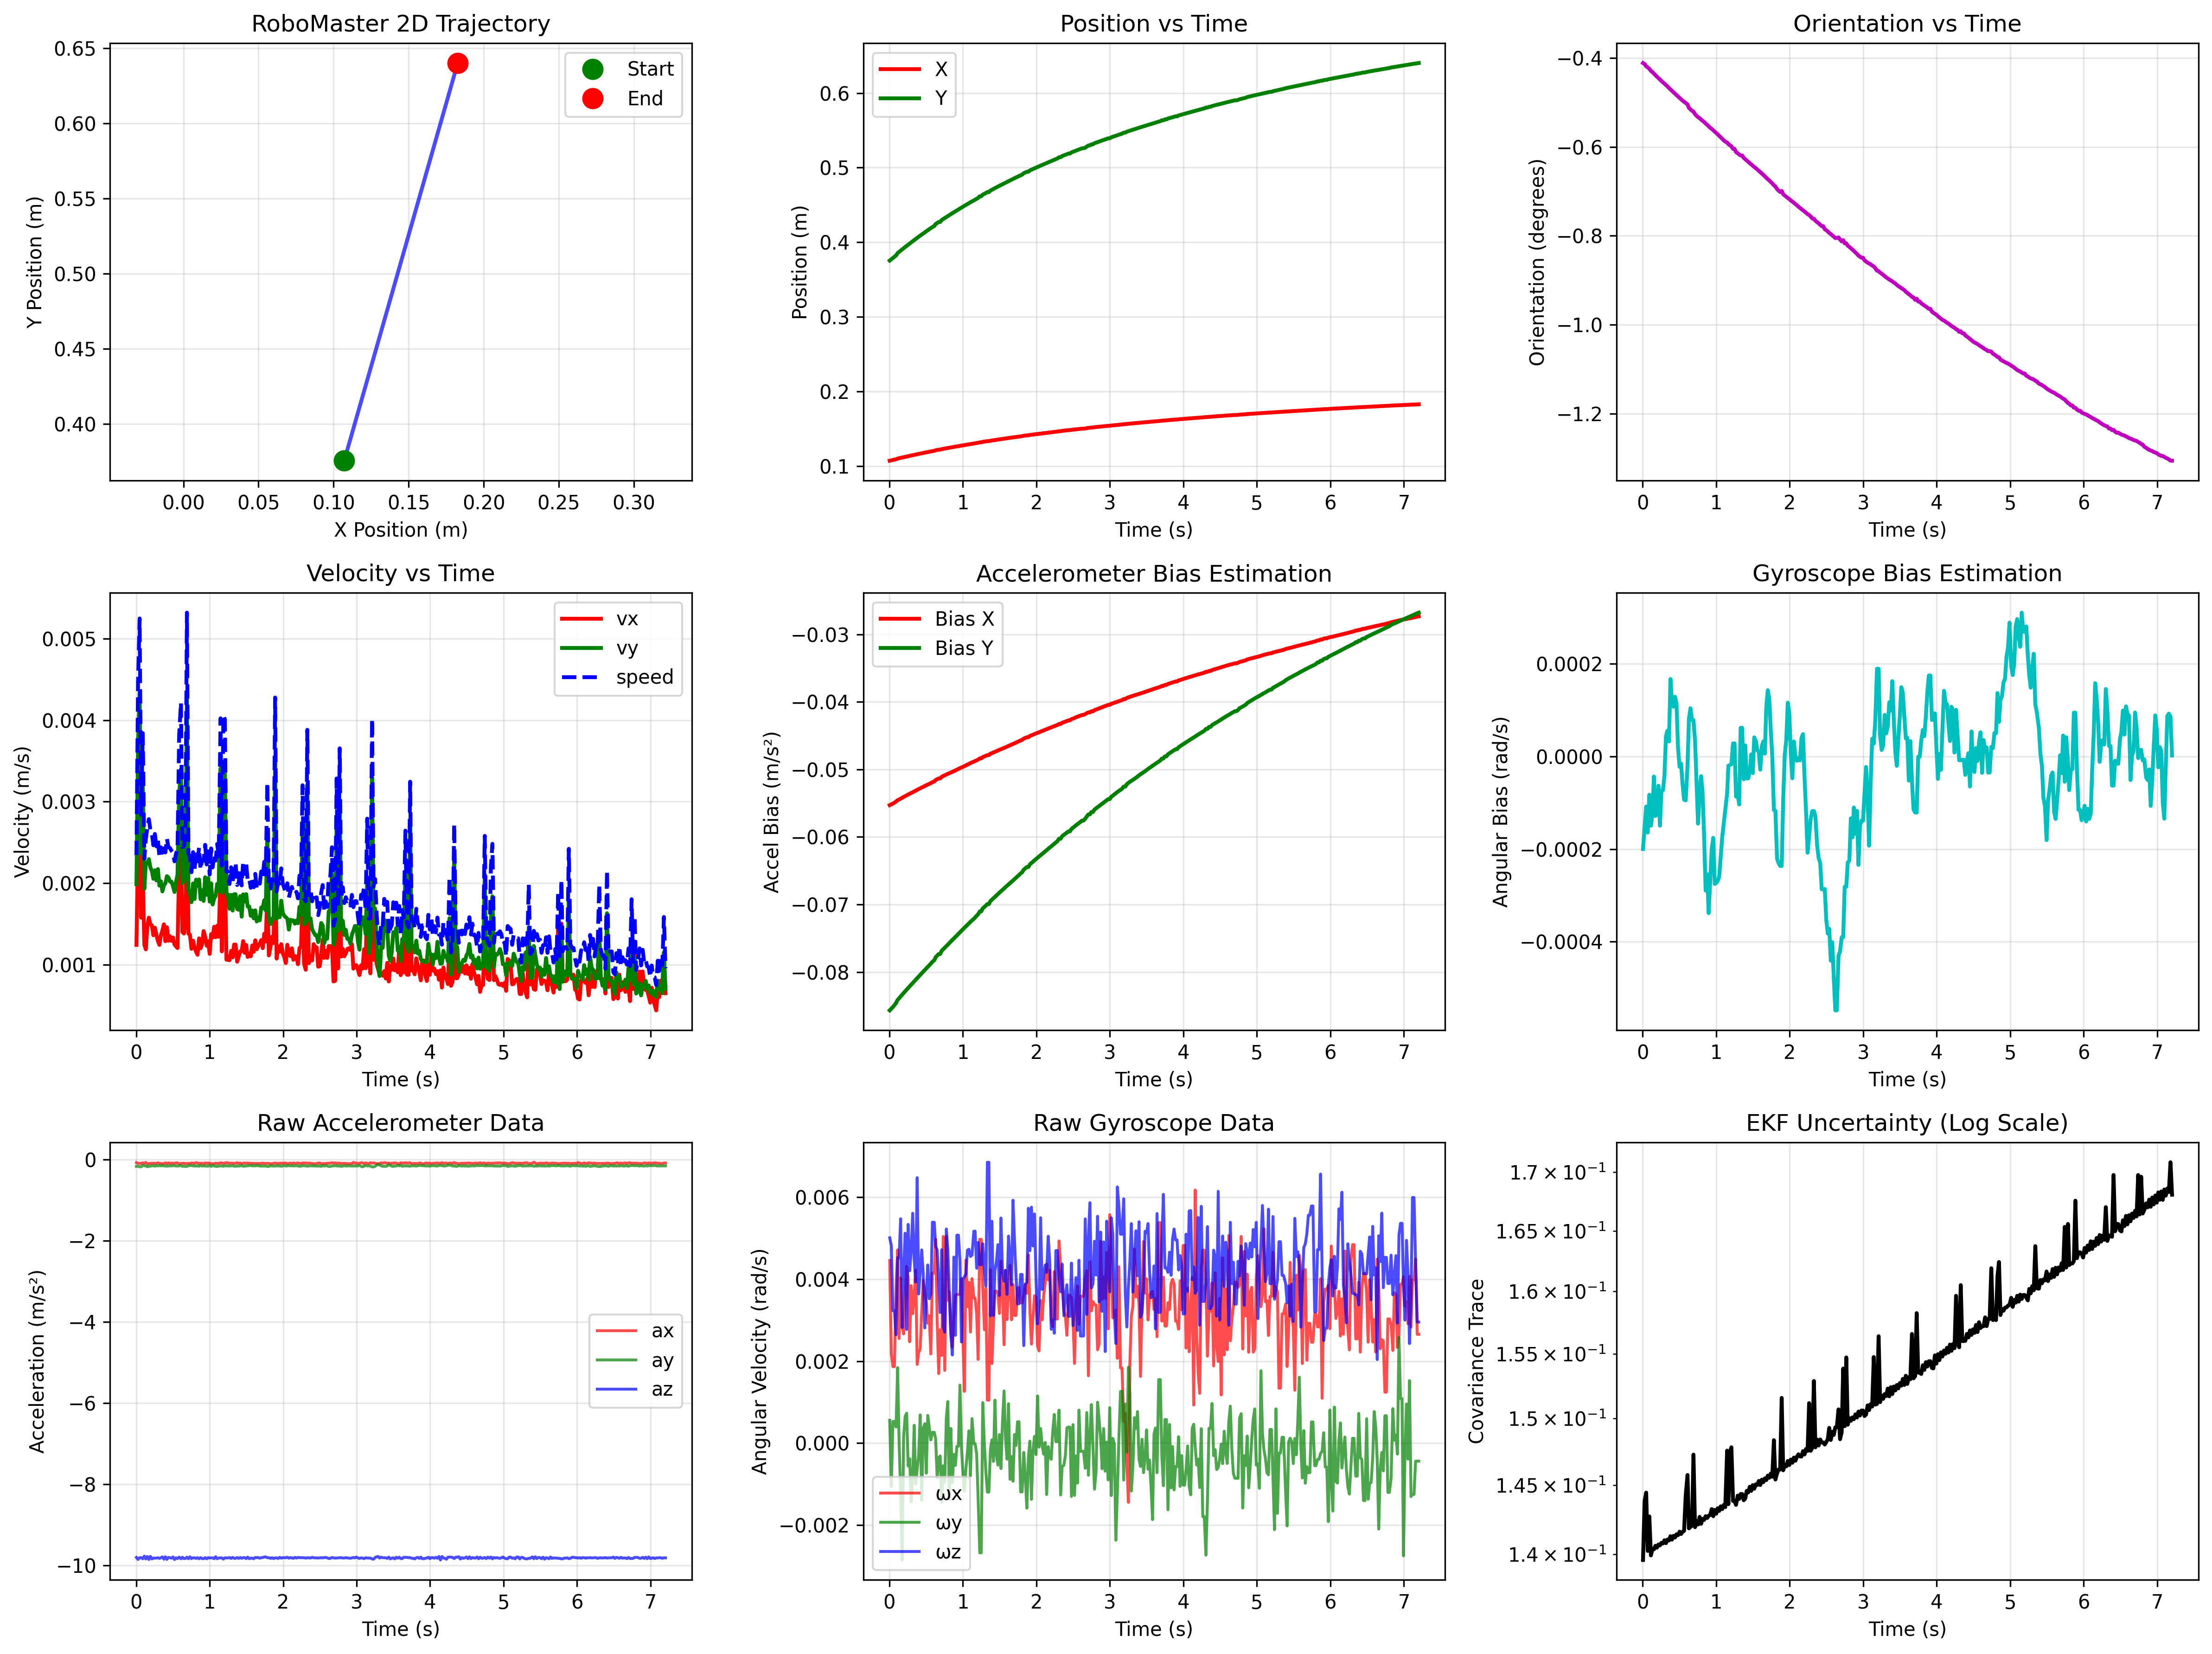 RoboMaster 2D Trajectory
0.65
0.60
0.55
0.50
0.45
0.40
Y Position (m)
0.00 0.05 0.10 0.15 0.20 0.25 0.30
X Position (m)
Start
End
Position vs Time
0.6
0.5
0.4
0.3
0.2
0.1
Position (m)
0 1 2 3 4 5 6 7
Time (s)
X
Y
Orientation vs Time
−0.4
−0.6
−0.8
−1.0
−1.2
Orientation (degrees)
0 1 2 3 4 5 6 7
Time (s)
Velocity vs Time
0.005
0.004
0.003
0.002
0.001
Velocity (m/s)
0 1 2 3 4 5 6 7
Time (s)
vx
vy
speed
Accelerometer Bias Estimation
−0.03
−0.04
−0.05
−0.06
−0.07
−0.08
Accel Bias (m/s²)
0 1 2 3 4 5 6 7
Time (s)
Bias X
Bias Y
Gyroscope Bias Estimation
0.0002
0.0000
−0.0002
−0.0004
Angular Bias (rad/s)
0 1 2 3 4 5 6 7
Time (s)
Raw Accelerometer Data
0
−2
−4
−6
−8
−10
Acceleration (m/s²)
0 1 2 3 4 5 6 7
Time (s)
ax
ay
az
Raw Gyroscope Data
0.006
0.004
0.002
0.000
−0.002
Angular Velocity (rad/s)
0 1 2 3 4 5 6 7
Time (s)
ωx
ωy
ωz
EKF Uncertainty (Log Scale)
1.7 × 10⁻¹
1.65 × 10⁻¹
1.6 × 10⁻¹
1.55 × 10⁻¹
1.5 × 10⁻¹
1.45 × 10⁻¹
1.4 × 10⁻¹
Covariance Trace
0 1 2 3 4 5 6 7
Time (s)